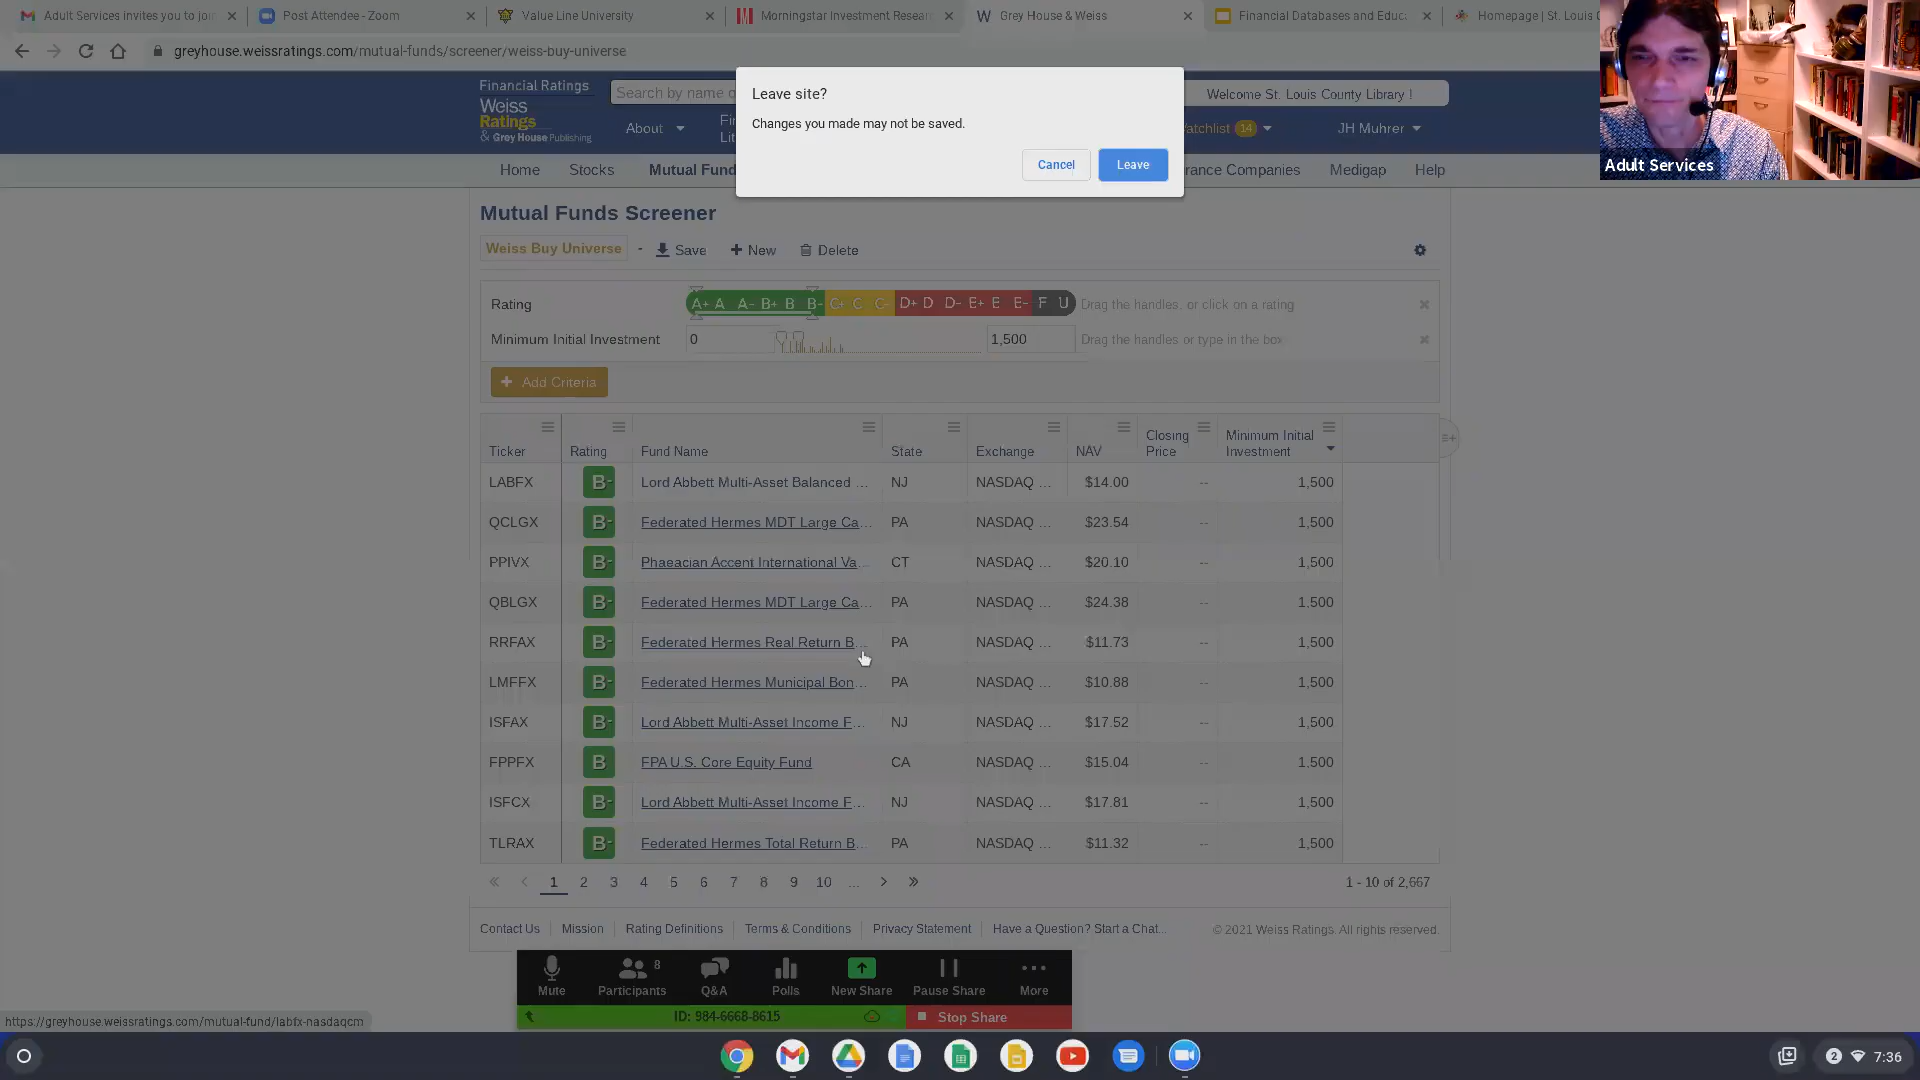 Adult Services invites you to joi
Post Attendee - Zoom
Value Line University
Morningstar Investment Resear
Grey House & Weiss
Financial Databases and Educ
Homepage | St. Louis C
greyhouse.weissratings.com/mutual-funds/screener/weiss-buy-universe
Financial Ratings
Weiss
Ratings
& Grey House Publishing
Search by name o
Welcome St. Louis County Library !
About
Fi
Lit
Watchlist 14
JH Muhrer
Leave site?
Changes you made may not be saved.
Cancel
Leave
Adult Services
Home
Stocks
Mutual Fund
rance Companies
Medigap
Help
Mutual Funds Screener
Weiss Buy Universe
Save
New
Delete
Rating
A+ A A- B+ B B- C+ C C- D+ D D- E+ E E- F U
Drag the handles, or click on a rating
Minimum Initial Investment
0
1,500
Drag the handles or type in the box
+ Add Criteria
Ticker Rating Fund Name State Exchange NAV Closing Price Minimum Initial Investment
LABFX B- Lord Abbett Multi-Asset Balanced ... NJ NASDAQ ... $14.00 -- 1,500
QCLGX B- Federated Hermes MDT Large Ca... PA NASDAQ ... $23.54 -- 1,500
PPIVX B- Phaeacian Accent International Va... CT NASDAQ ... $20.10 -- 1,500
QBLGX B- Federated Hermes MDT Large Ca... PA NASDAQ ... $24.38 -- 1,500
RRFAX B- Federated Hermes Real Return B... PA NASDAQ ... $11.73 -- 1,500
LMFFX B- Federated Hermes Municipal Bon... PA NASDAQ ... $10.88 -- 1,500
ISFAX B- Lord Abbett Multi-Asset Income F... NJ NASDAQ ... $17.52 -- 1,500
FPPFX B FPA U.S. Core Equity Fund CA NASDAQ ... $15.04 -- 1,500
ISFCX B- Lord Abbett Multi-Asset Income F... NJ NASDAQ ... $17.81 -- 1,500
TLRAX B- Federated Hermes Total Return B... PA NASDAQ ... $11.32 -- 1,500
« ‹ 1 2 3 4 5 6 7 8 9 10 ... › »
1 - 10 of 2,667
Contact Us
Mission
Rating Definitions
Terms & Conditions
Privacy Statement
Have a Question? Start a Chat...
© 2021 Weiss Ratings. All rights reserved.
8
Mute
Participants
Q&A
Polls
New Share
Pause Share
More
ID: 984-6668-8615
Stop Share
https://greyhouse.weissratings.com/mutual-fund/labfx-nasdaqcm
2
7:36